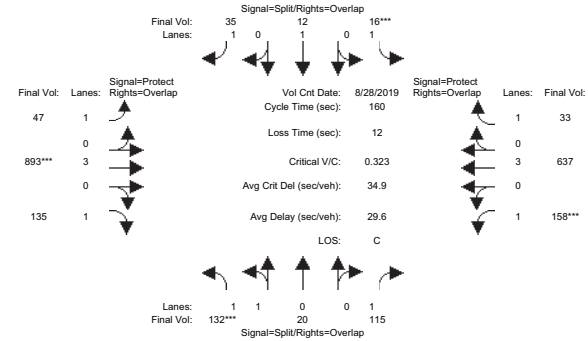 Signal=Split/Rights=Overlap
Final Vol: 35 12 16***
Lanes: 1 0 1 0 1
Signal=Protect Signal=Protect
Final Vol: Lanes: Rights=Overlap Vol Cnt Date: 8/28/2019 Rights=Overlap Lanes: Final Vol:
Cycle Time (sec): 160
47 1 1 33
Loss Time (sec): 12
0 0
893*** 3 Critical V/C: 0.323 3 637
0 Avg Crit Del (sec/veh): 34.9 0
135 1 Avg Delay (sec/veh): 29.6 1 158***
LOS: C
Lanes: 1 1 0 0 1
Final Vol: 132*** 20 115
Signal=Split/Rights=Overlap